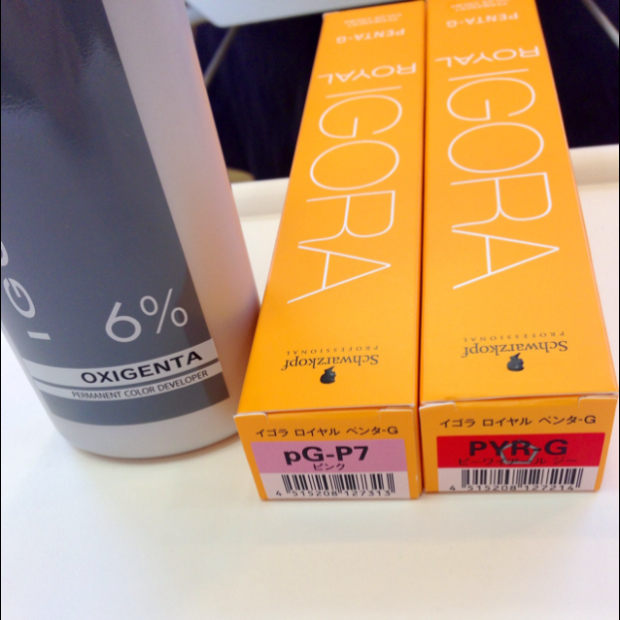 IGO
6%
OXIGENTA
PERMANENT COLOR DEVELOPER
PENTA-G
ROYAL
IGORA
Schwarzkopf
PROFESSIONAL
イゴラ ロイヤル ペンタ-G
pG-P7
ピンク
4 515208 127313
PENTA-G
ROYAL
IGORA
Schwarzkopf
PROFESSIONAL
イゴラ ロイヤル ペンタ-G
PYR-G
4 515208 127214